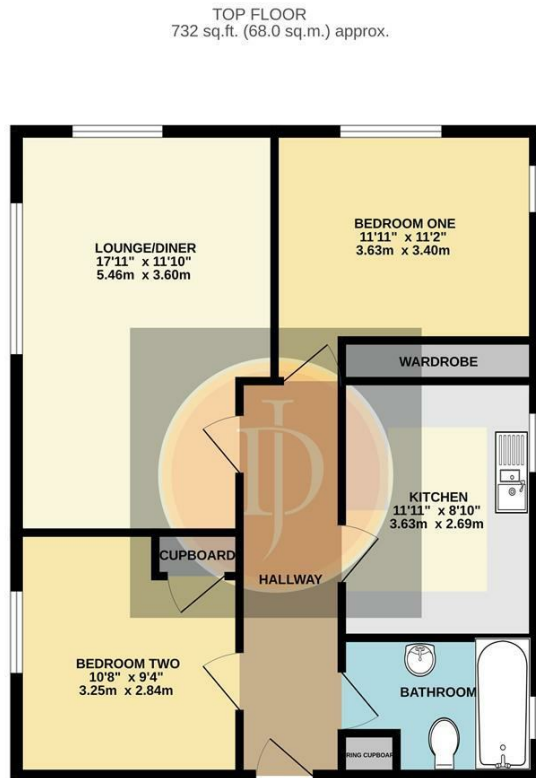 TOP FLOOR
732 sq.ft. (68.0 sq.m.) approx.
LOUNGE/DINER
17'11" x 11'10"
5.46m x 3.60m
BEDROOM ONE
11'11" x 11'2"
3.63m x 3.40m
WARDROBE
KITCHEN
11'11" x 8'10"
3.63m x 2.69m
CUPBOARD
HALLWAY
BEDROOM TWO
10'8" x 9'4"
3.25m x 2.84m
BATHROOM
RING CUPBOAR